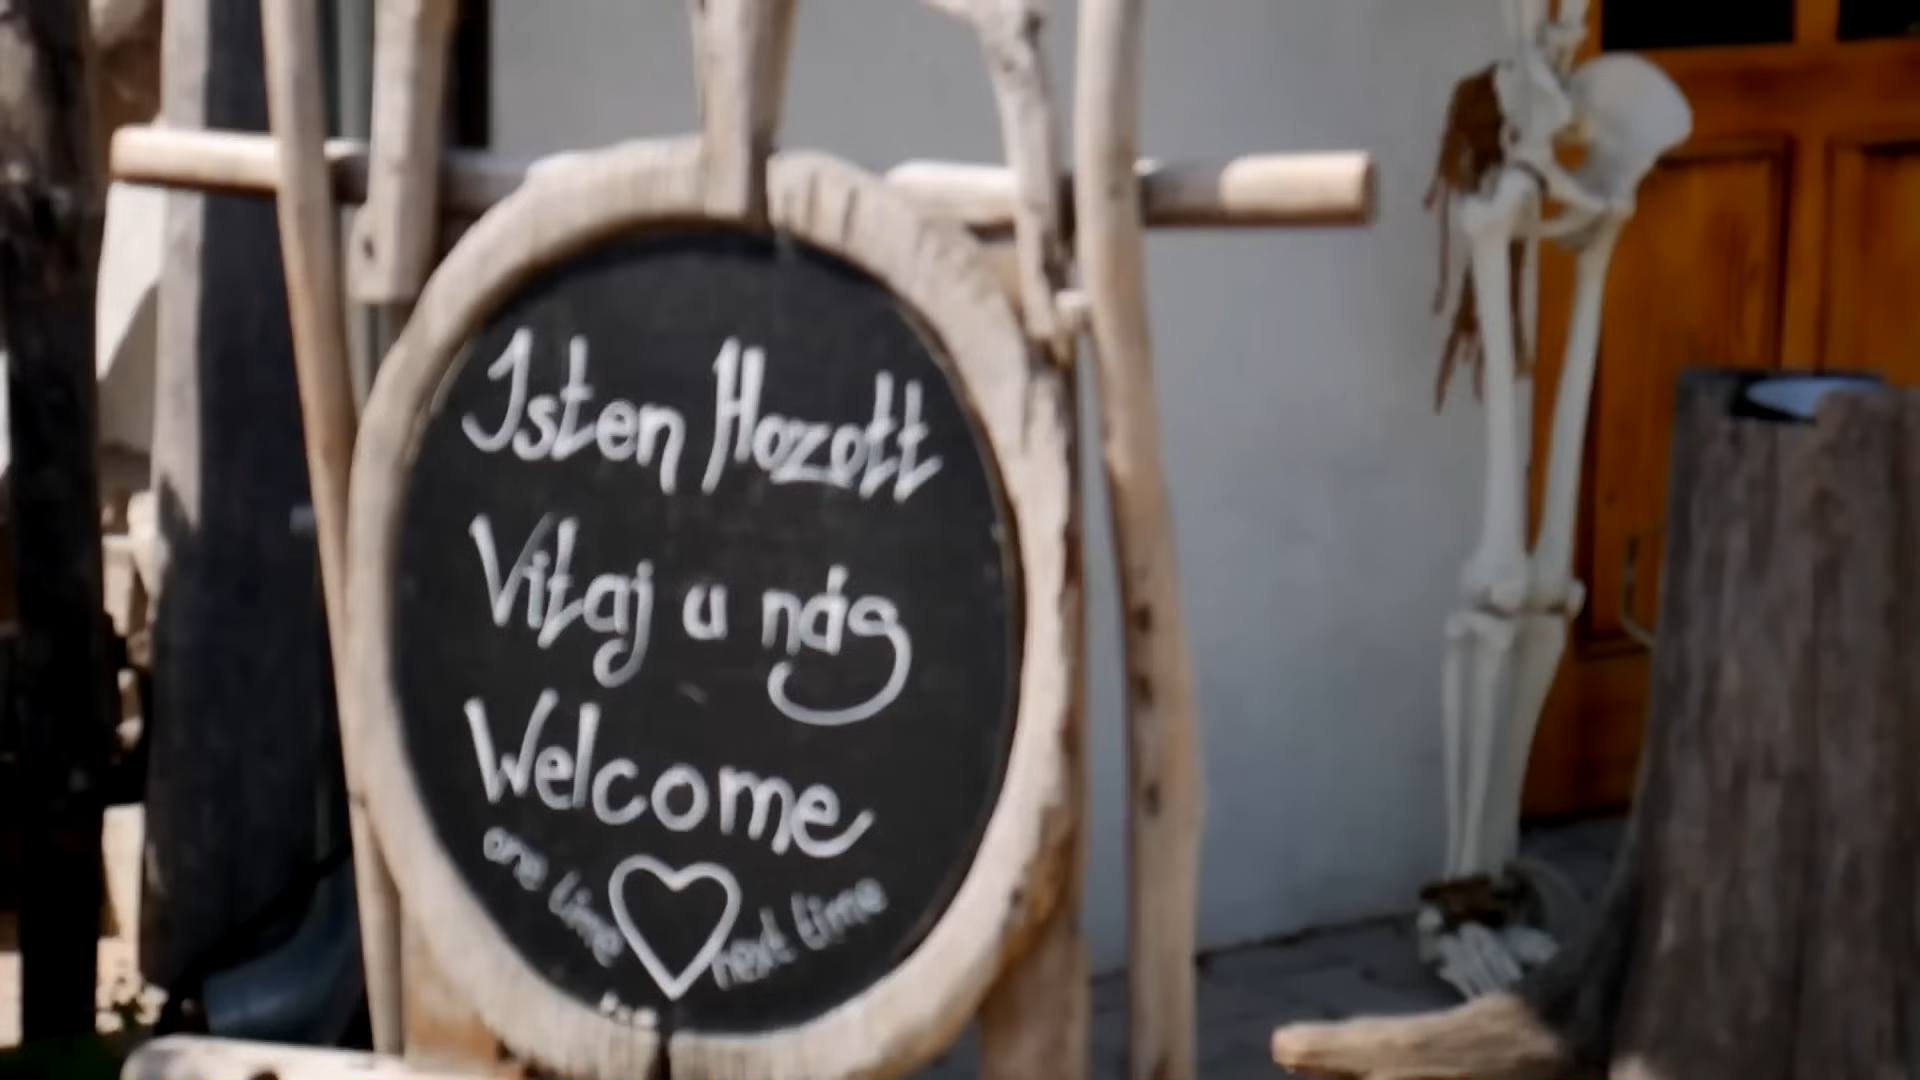 Isten Hozott
Vitaj u nás
Welcome
one time next time